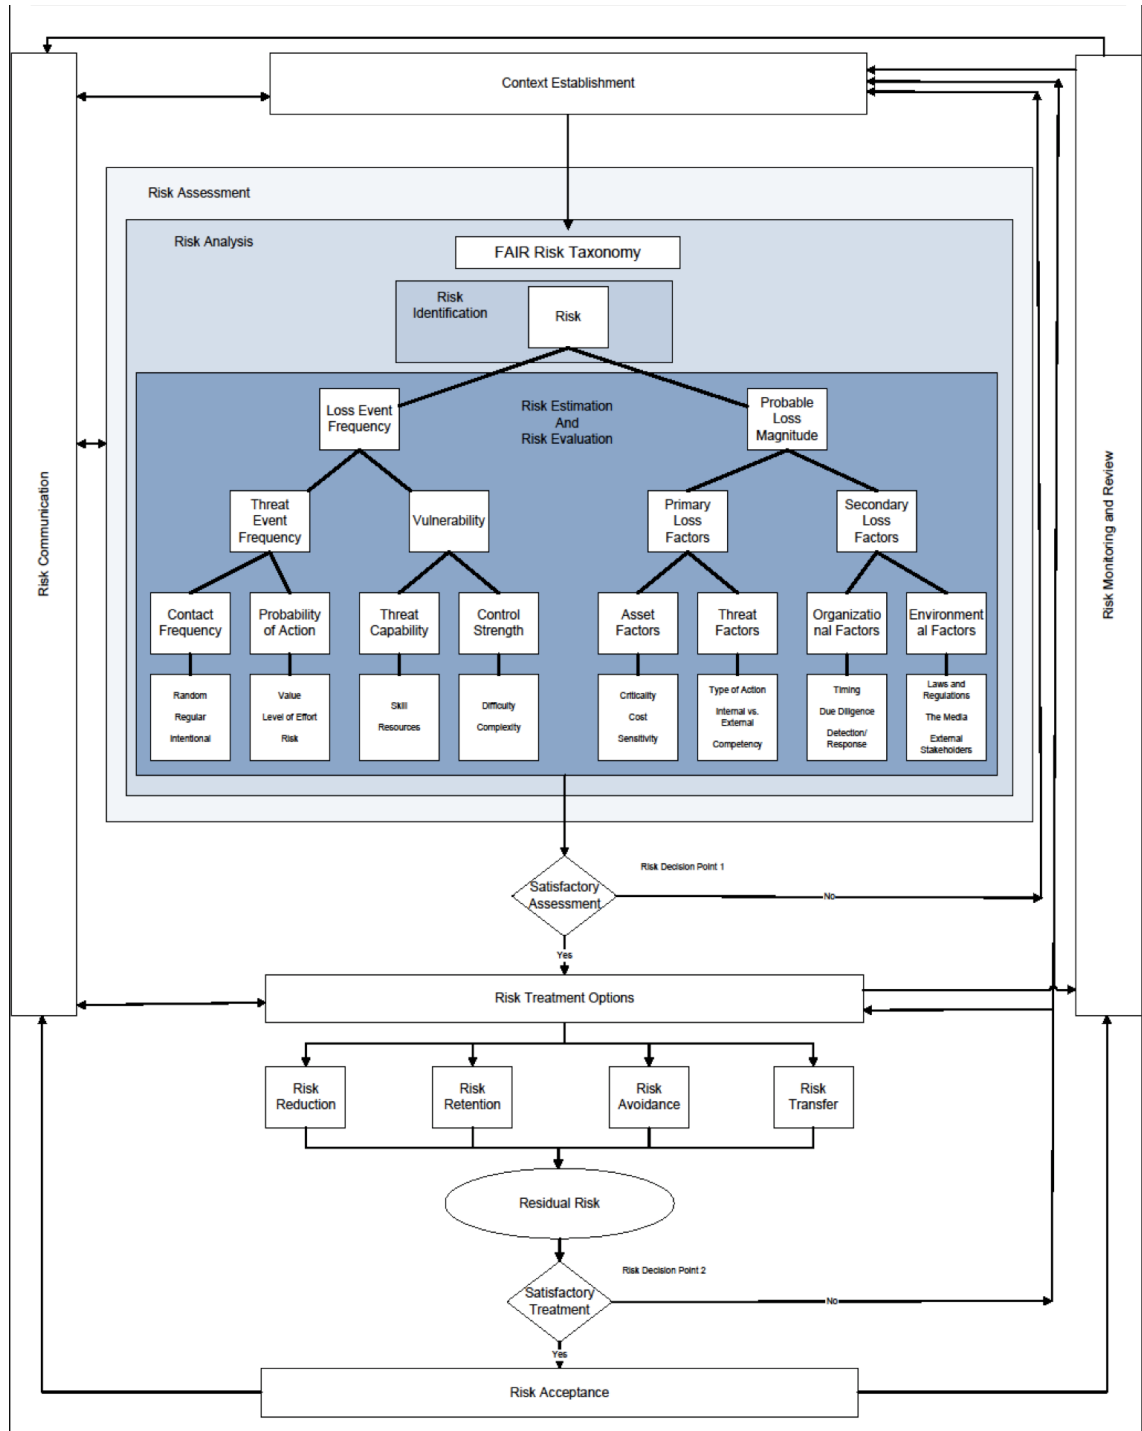 Context Establishment
Risk Assessment
Risk Analysis
FAIR Risk Taxonomy
Risk
Identification
Risk
Risk Estimation
And
Risk Evaluation
Loss Event
Frequency
Probable
Loss
Magnitude
Threat
Event
Frequency
Vulnerability
Primary
Loss
Factors
Secondary
Loss
Factors
Contact
Frequency
Probability
of Action
Threat
Capability
Control
Strength
Asset
Factors
Threat
Factors
Organizatio
nal Factors
Environment
al Factors
Random
Regular
Intentional
Value
Level of Effort
Risk
Skill
Resources
Difficulty
Complexity
Criticality
Cost
Sensitivity
Type of Action
Internal vs.
External
Competency
Timing
Due Diligence
Detection/
Response
Laws and
Regulations
The Media
External
Stakeholders
Risk Communication
Risk Monitoring and Review
Risk Decision Point 1
Satisfactory
Assessment
No
Yes
Risk Treatment Options
Risk
Reduction
Risk
Retention
Risk
Avoidance
Risk
Transfer
Residual Risk
Risk Decision Point 2
Satisfactory
Treatment
No
Yes
Risk Acceptance